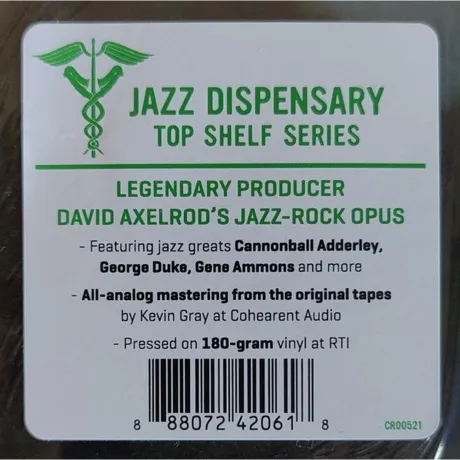 JAZZ DISPENSARY
TOP SHELF SERIES
LEGENDARY PRODUCER
DAVID AXELROD'S JAZZ-ROCK OPUS
- Featuring jazz greats Cannonball Adderley,
George Duke, Gene Ammons and more
- All-analog mastering from the original tapes
by Kevin Gray at Cohearent Audio
- Pressed on 180-gram vinyl at RTI
8 88072 42061 8
CR00521